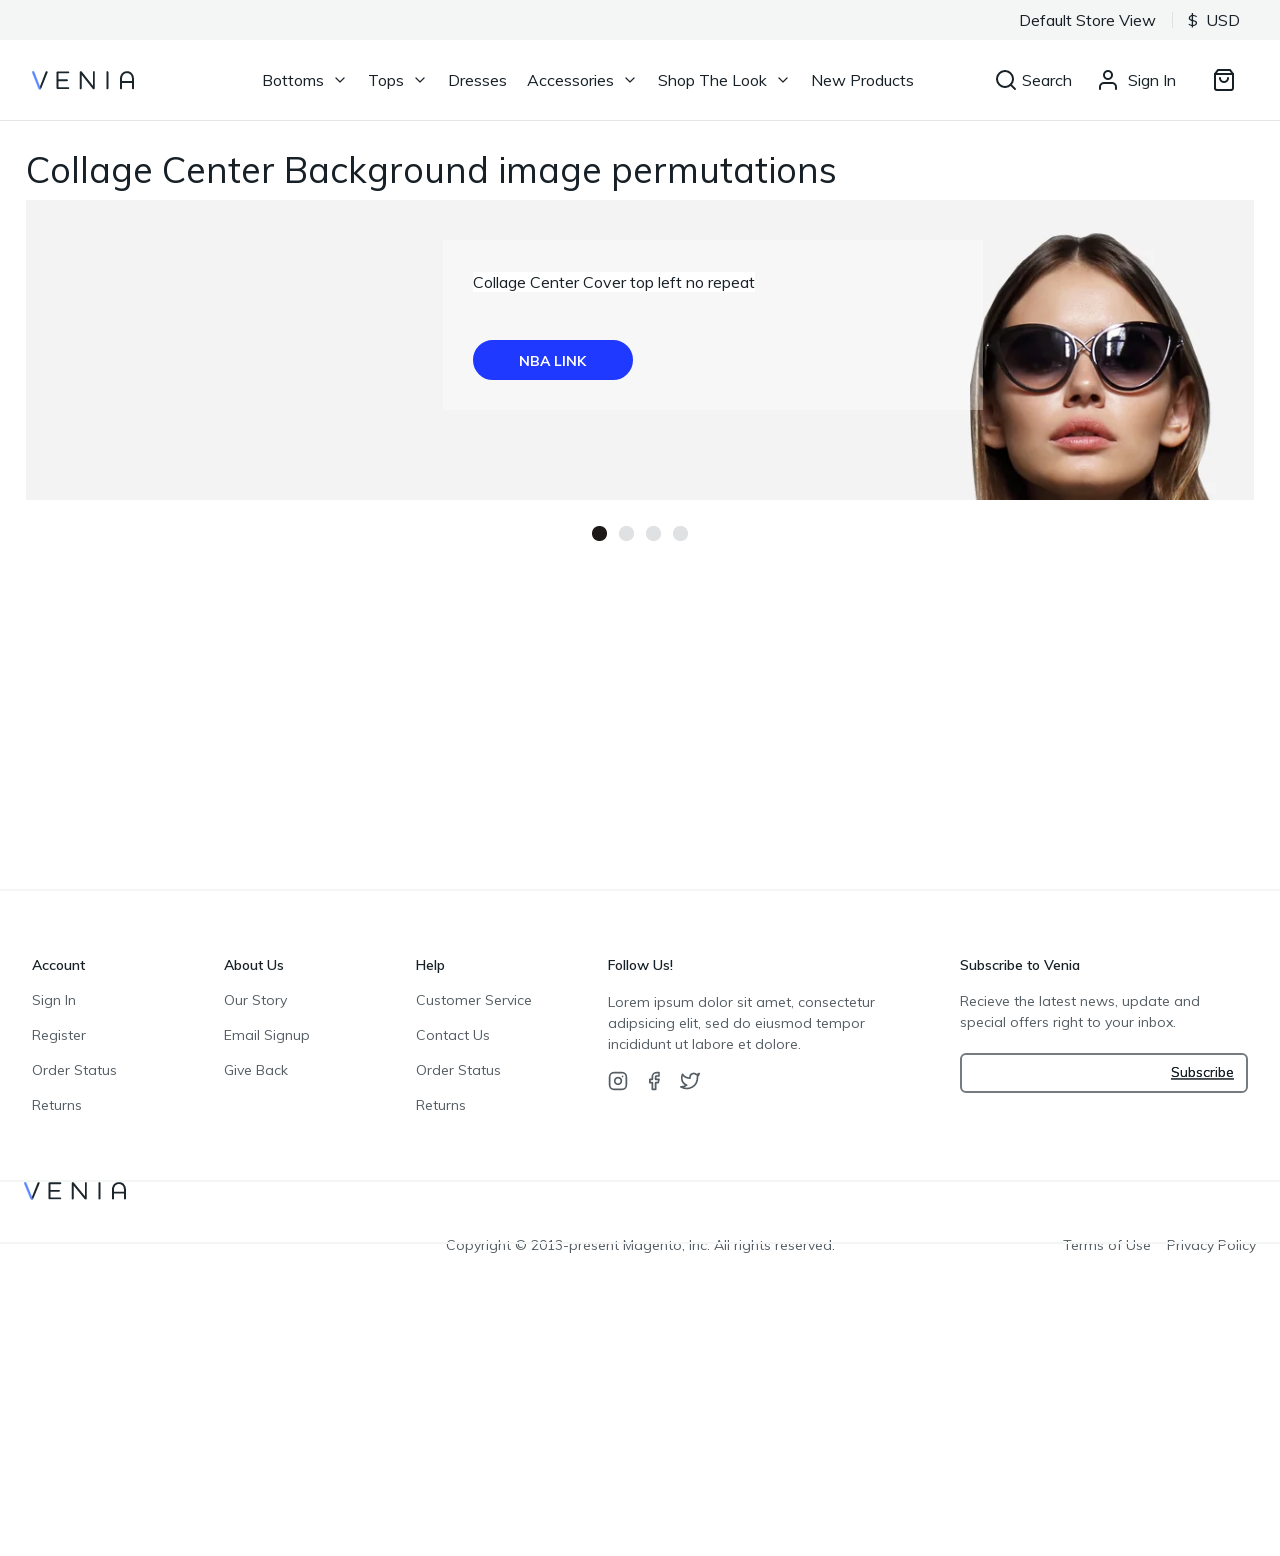 Default Store View $ USD
VENIA Bottoms Tops Dresses Accessories Shop The Look New Products Search Sign In
Collage Center Background image permutations
Collage Center Cover top left no repeat
NBA LINK
Account
Sign In
Register
Order Status
Returns
About Us
Our Story
Email Signup
Give Back
Help
Customer Service
Contact Us
Order Status
Returns
Follow Us!
Lorem ipsum dolor sit amet, consectetur
adipsicing elit, sed do eiusmod tempor
incididunt ut labore et dolore.
Subscribe to Venia
Recieve the latest news, update and
special offers right to your inbox.
Subscribe
VENIA
Copyright © 2013-present Magento, Inc. All rights reserved. Terms of Use Privacy Policy